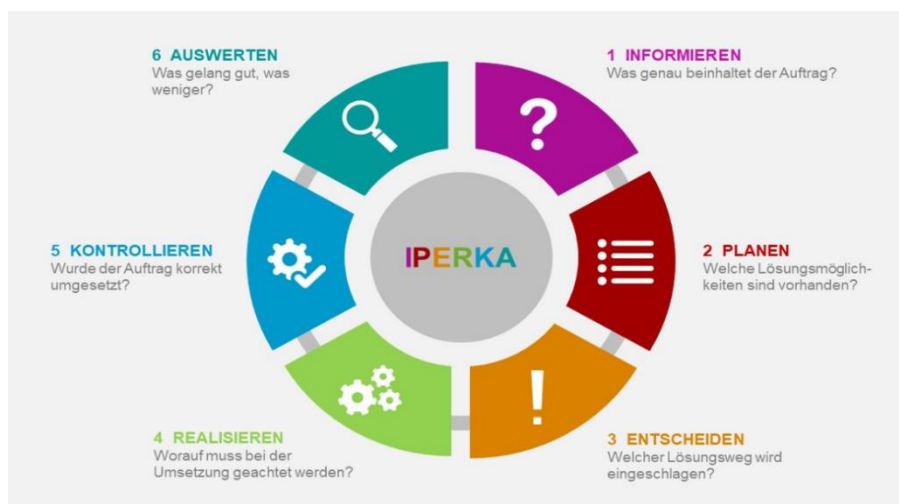 6 AUSWERTEN
Was gelang gut, was
weniger?
1 INFORMIEREN
Was genau beinhaltet der Auftrag?
5 KONTROLLIEREN
Wurde der Auftrag korrekt
umgesetzt?
IPERKA
2 PLANEN
Welche Lösungsmöglich-
keiten sind vorhanden?
4 REALISIEREN
Worauf muss bei der
Umsetzung geachtet werden?
3 ENTSCHEIDEN
Welcher Lösungsweg wird
eingeschlagen?